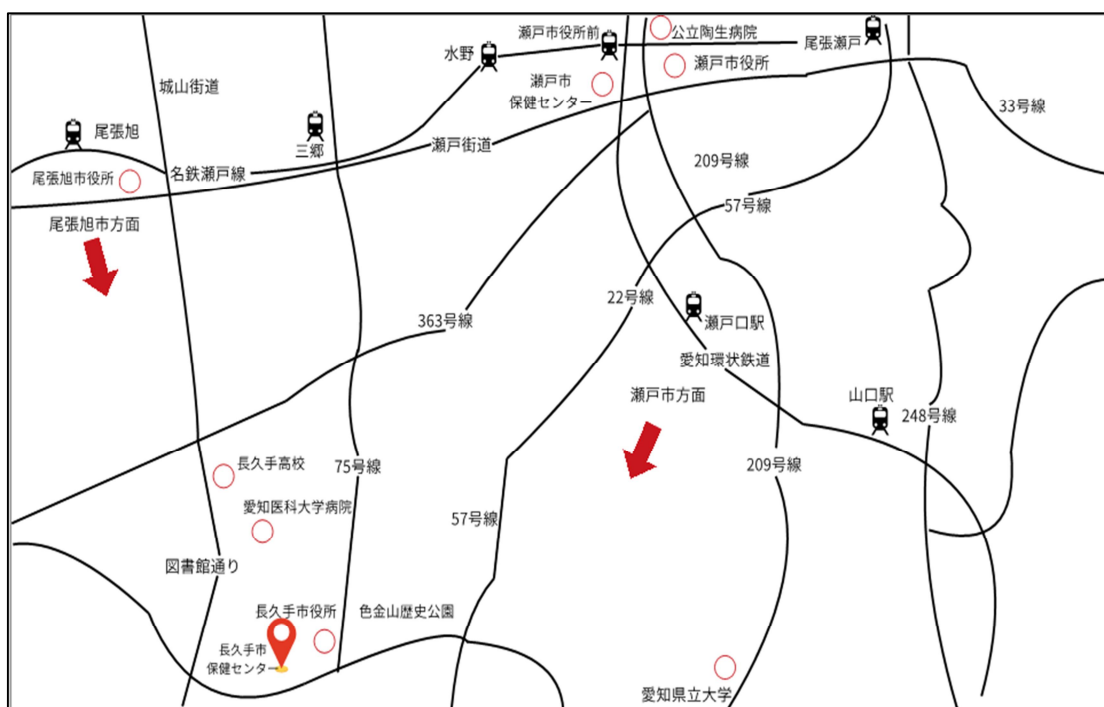 公立陶生病院
瀬戸市役所前
尾張瀬戸
水野
瀬戸市役所
瀬戸市
保健センター
城山街道
33号線
尾張旭
三郷
瀬戸街道
209号線
名鉄瀬戸線
尾張旭市役所
57号線
尾張旭市方面
22号線
363号線
瀬戸口駅
愛知環状鉄道
瀬戸市方面
山口駅
248号線
長久手高校
75号線
209号線
愛知医科大学病院
57号線
図書館通り
長久手市役所
色金山歴史公園
長久手市
保健センター
愛知県立大学